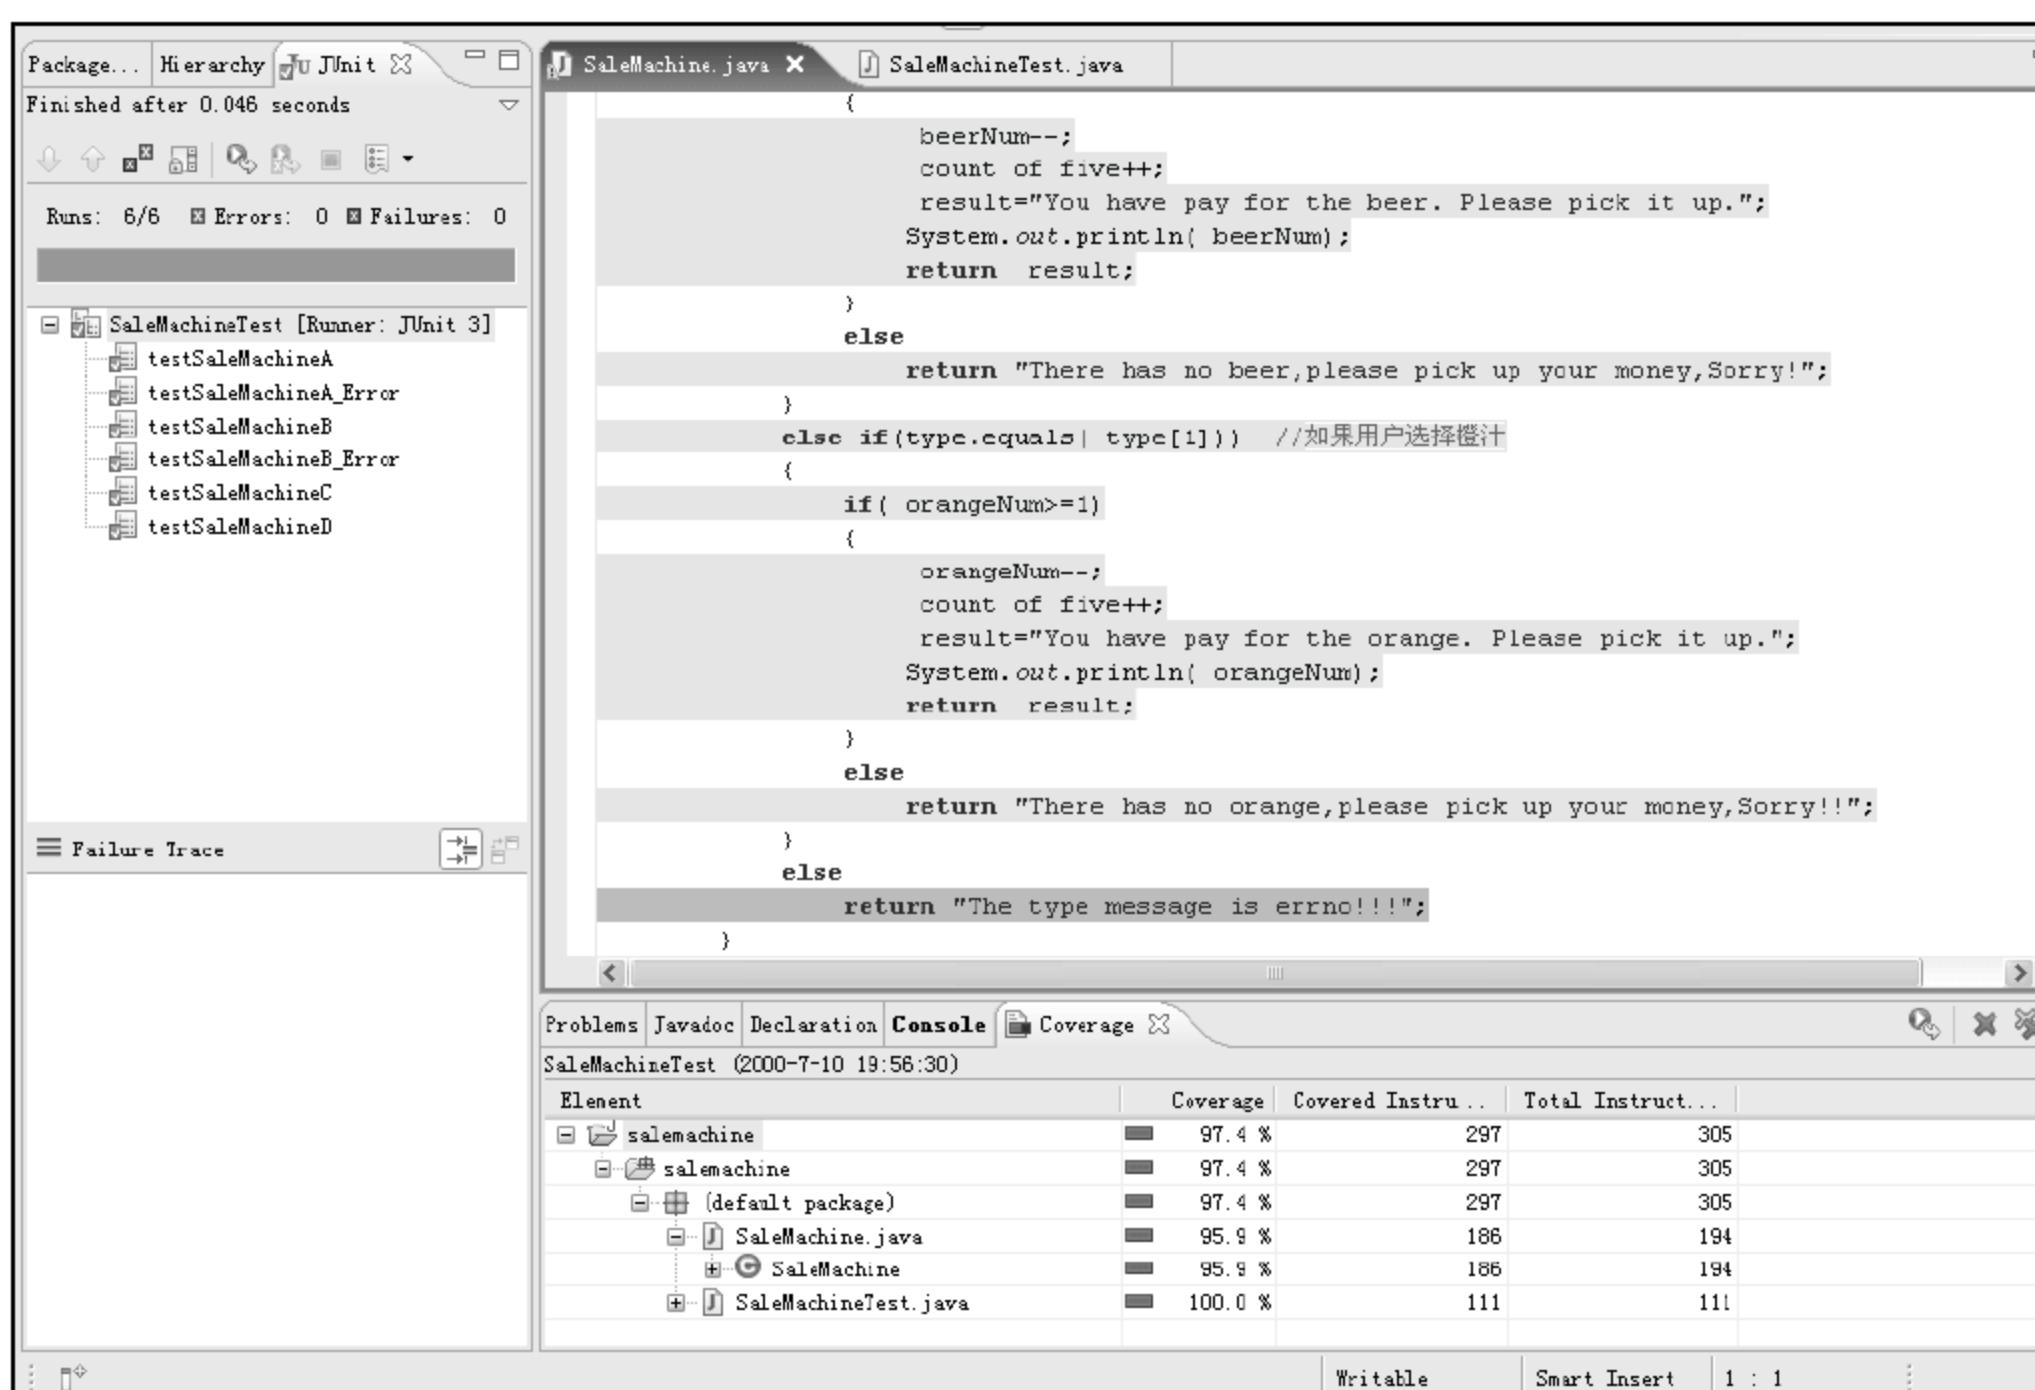 Package... Hierarchy JUnit
Finished after 0.046 seconds
Runs: 6/6 Errors: 0 Failures: 0
SaleMachineTest [Runner: JUnit 3]
testSaleMachineA
testSaleMachineA_Error
testSaleMachineB
testSaleMachineB_Error
testSaleMachineC
testSaleMachineD
Failure Trace
SaleMachine.java SaleMachineTest.java
{
beerNum--;
count of five++;
result="You have pay for the beer. Please pick it up.";
System.out.println( beerNum);
return result;
}
else
return "There has no beer,please pick up your money,Sorry!";
}
else if(type.equals( type[1])) //如果用户选择橙汁
{
if( orangeNum>=1)
{
orangeNum--;
count of five++;
result="You have pay for the orange. Please pick it up.";
System.out.println( orangeNum);
return result;
}
else
return "There has no orange,please pick up your money,Sorry!!";
}
else
return "The type message is errno!!!";
}
Problems Javadoc Declaration Console Coverage
SaleMachineTest (2000-7-10 19:56:30)
Element Coverage Covered Instru... Total Instruct...
salemachine 97.4 % 297 305
salemachine 97.4 % 297 305
(default package) 97.4 % 297 305
SaleMachine.java 95.9 % 186 194
SaleMachine 95.9 % 186 194
SaleMachineTest.java 100.0 % 111 111
Writable Smart Insert 1 : 1